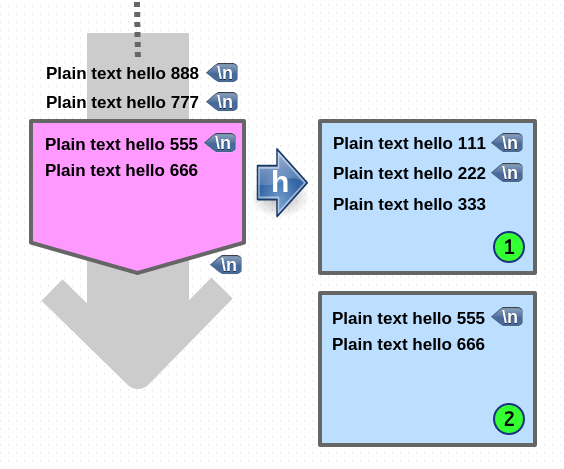 Plain text hello 888 \n
Plain text hello 777 \n
Plain text hello 555 \n
Plain text hello 666
\n
h
Plain text hello 111 \n
Plain text hello 222 \n
Plain text hello 333
1
Plain text hello 555 \n
Plain text hello 666
2